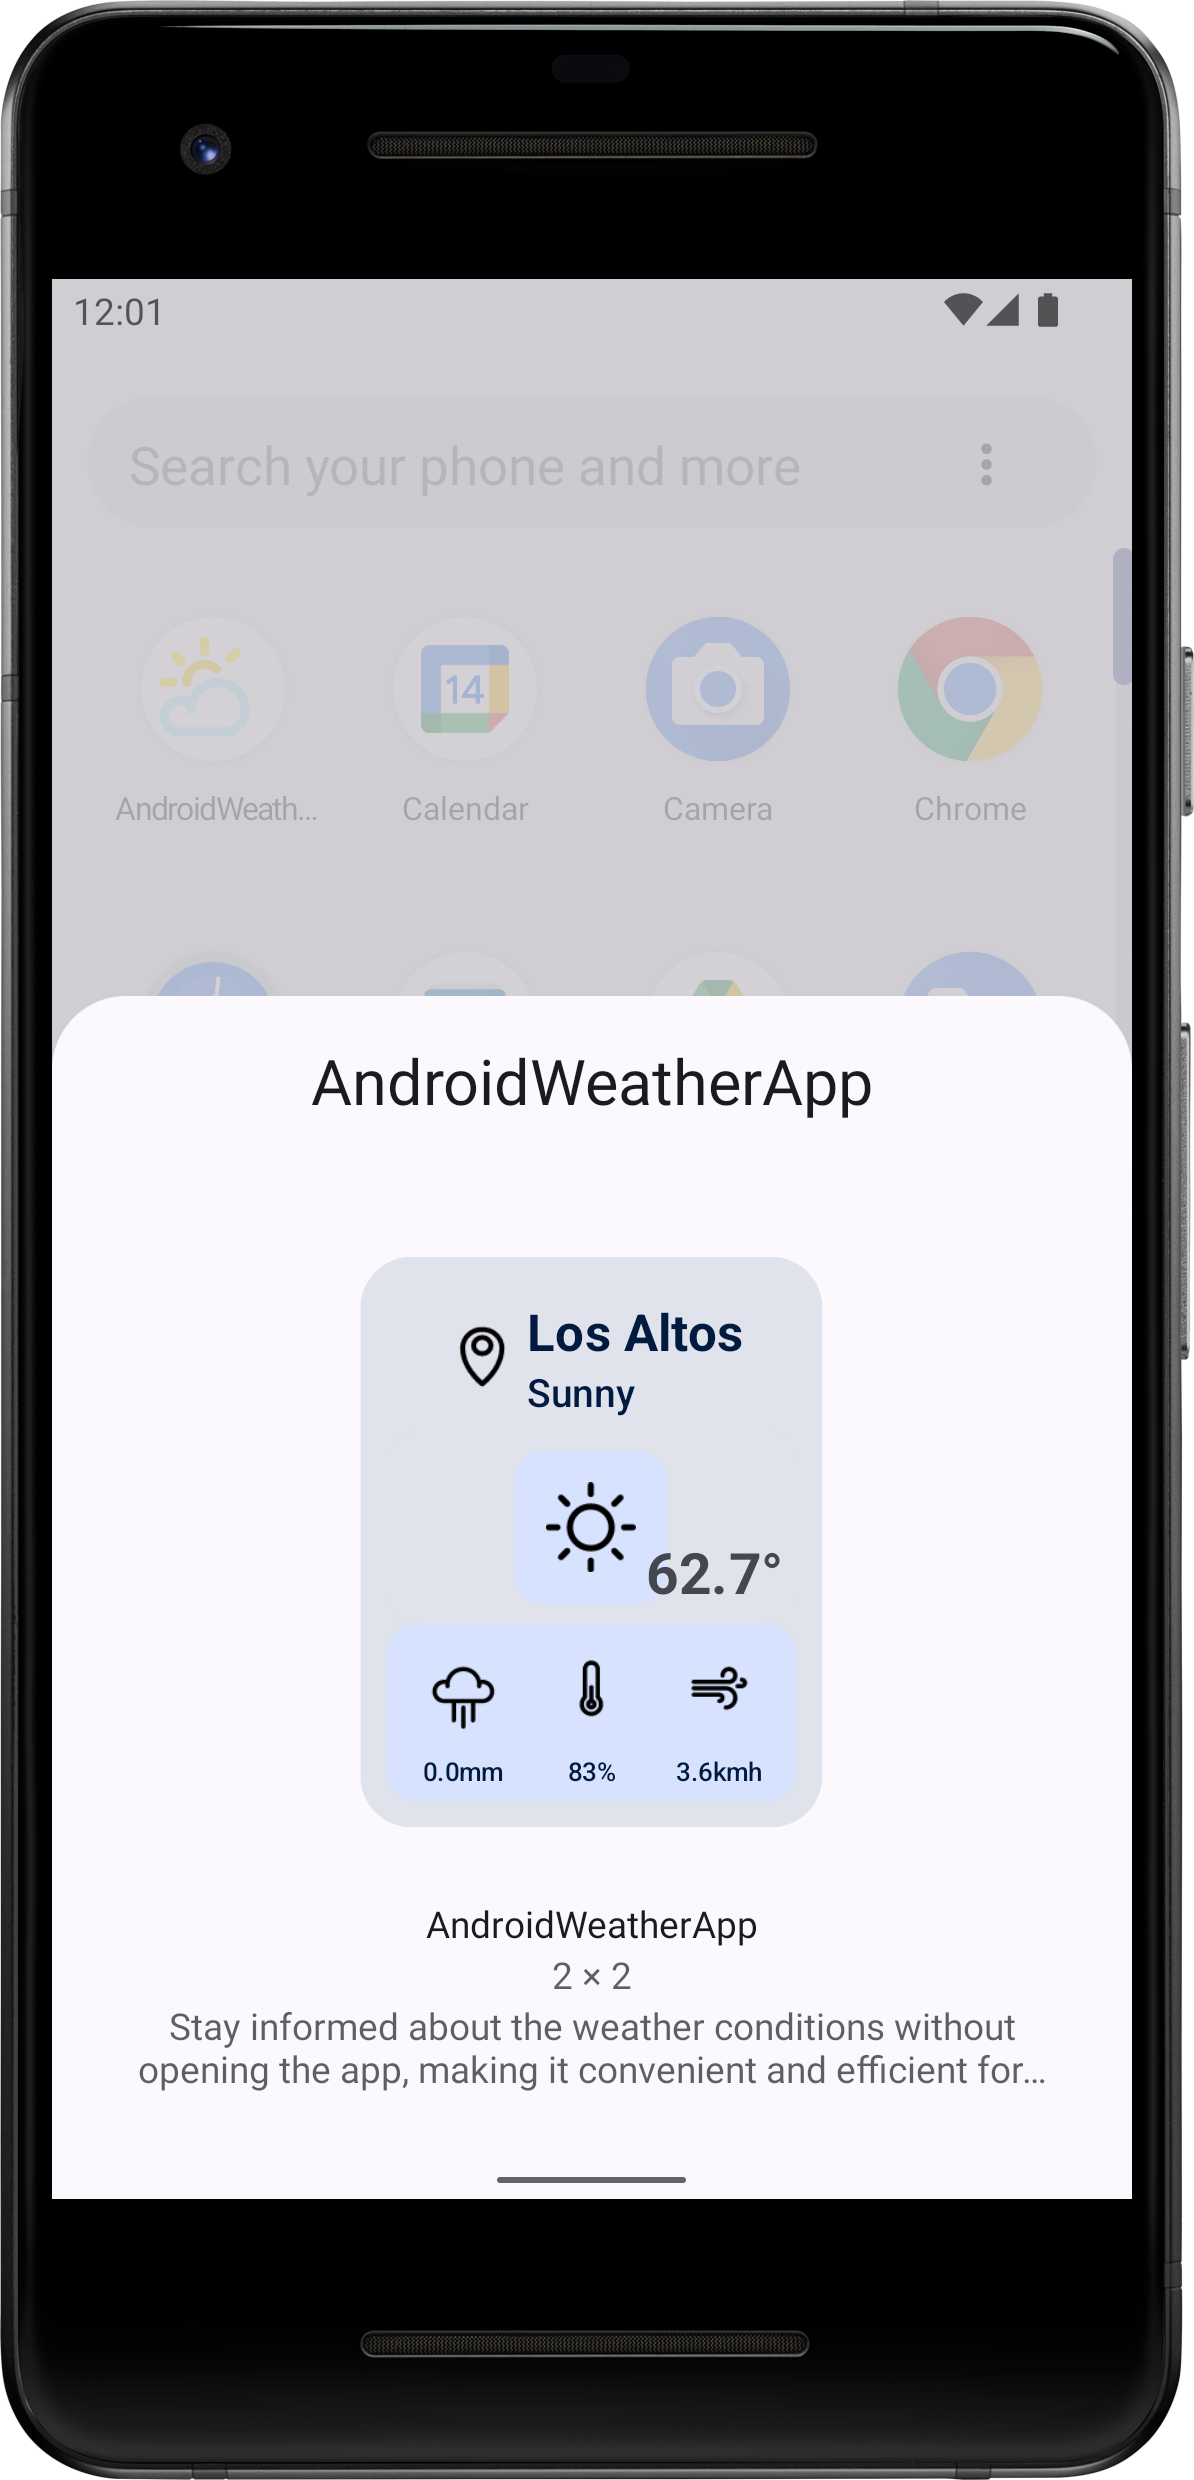 12:01
Search your phone and more
14
AndroidWeath...
Calendar
Camera
Chrome
AndroidWeatherApp
Los Altos
Sunny
62.7°
0.0mm
83%
3.6kmh
AndroidWeatherApp
2 × 2
Stay informed about the weather conditions without
opening the app, making it convenient and efficient for...